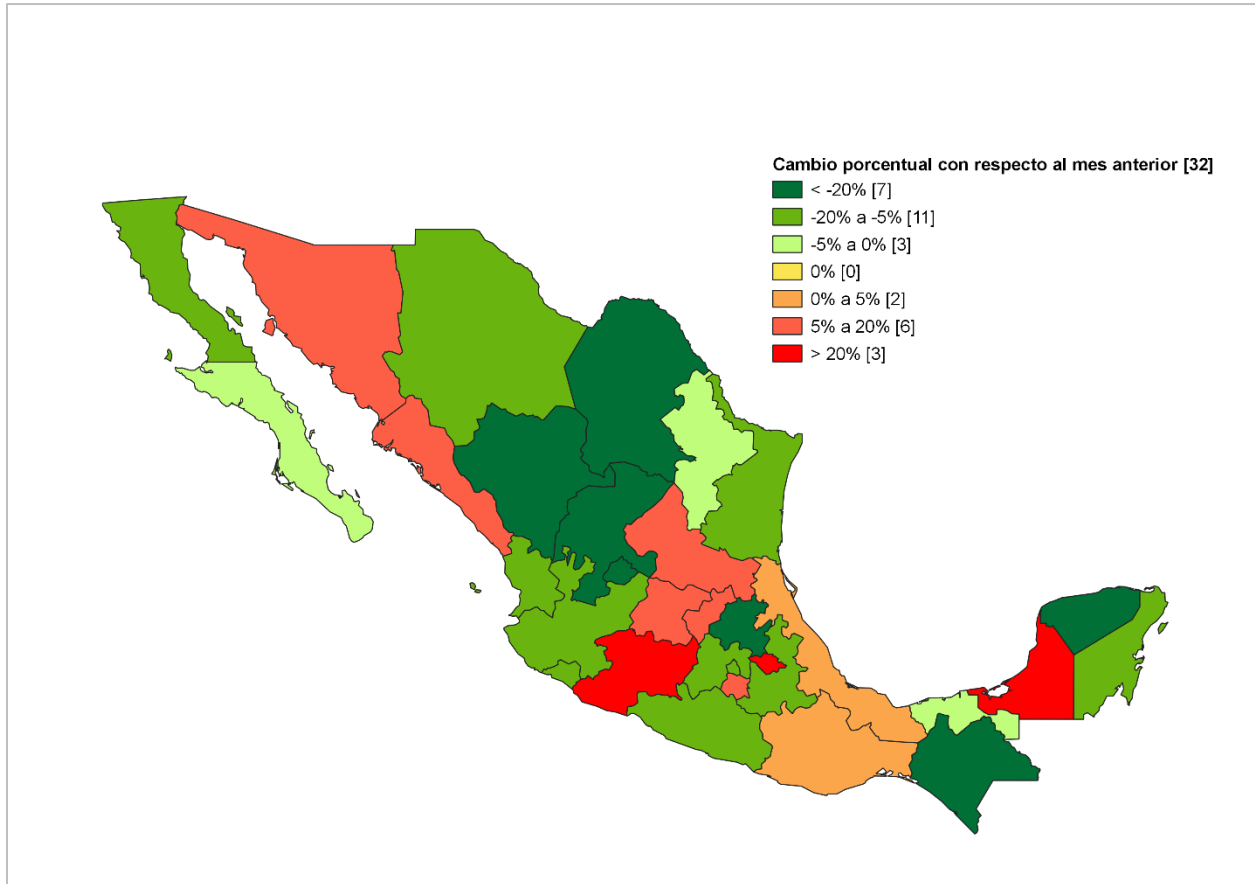 Cambio porcentual con respecto al mes anterior [32]
< -20% [7]
-20% a -5% [11]
-5% a 0% [3]
0% [0]
0% a 5% [2]
5% a 20% [6]
> 20% [3]